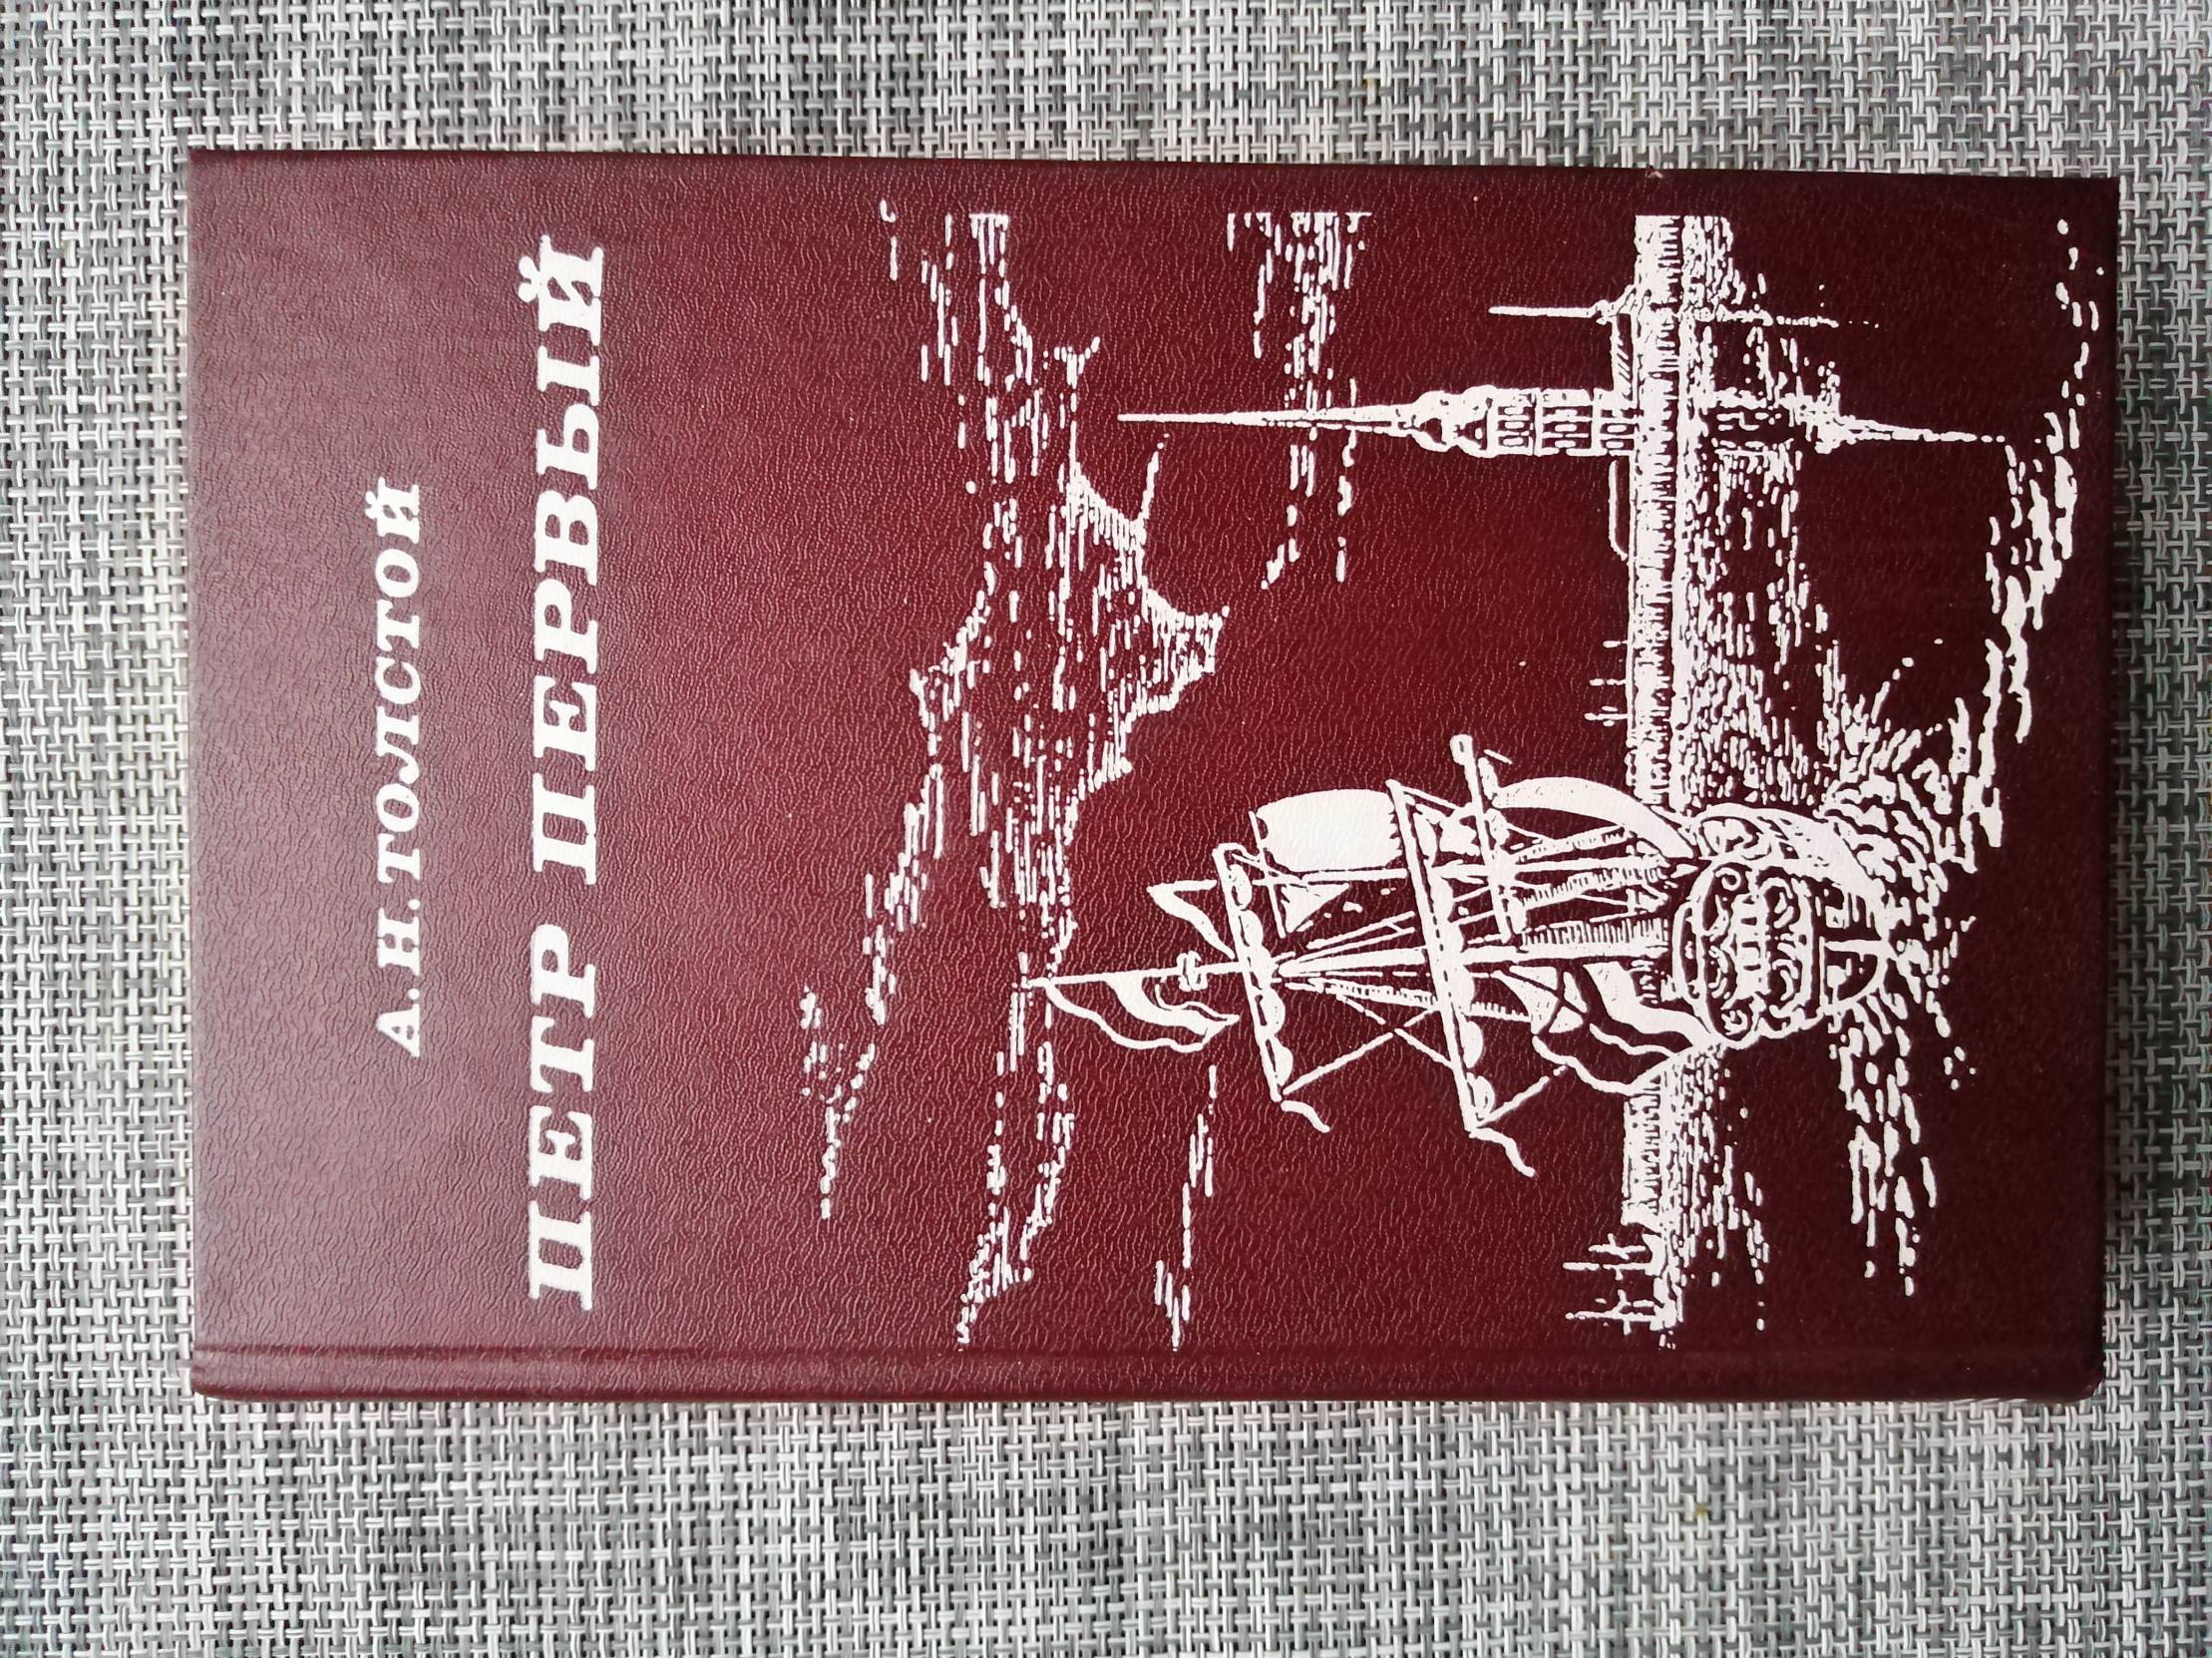 А. Н. ТОЛСТОЙ
ПЕТР ПЕРВЫЙ